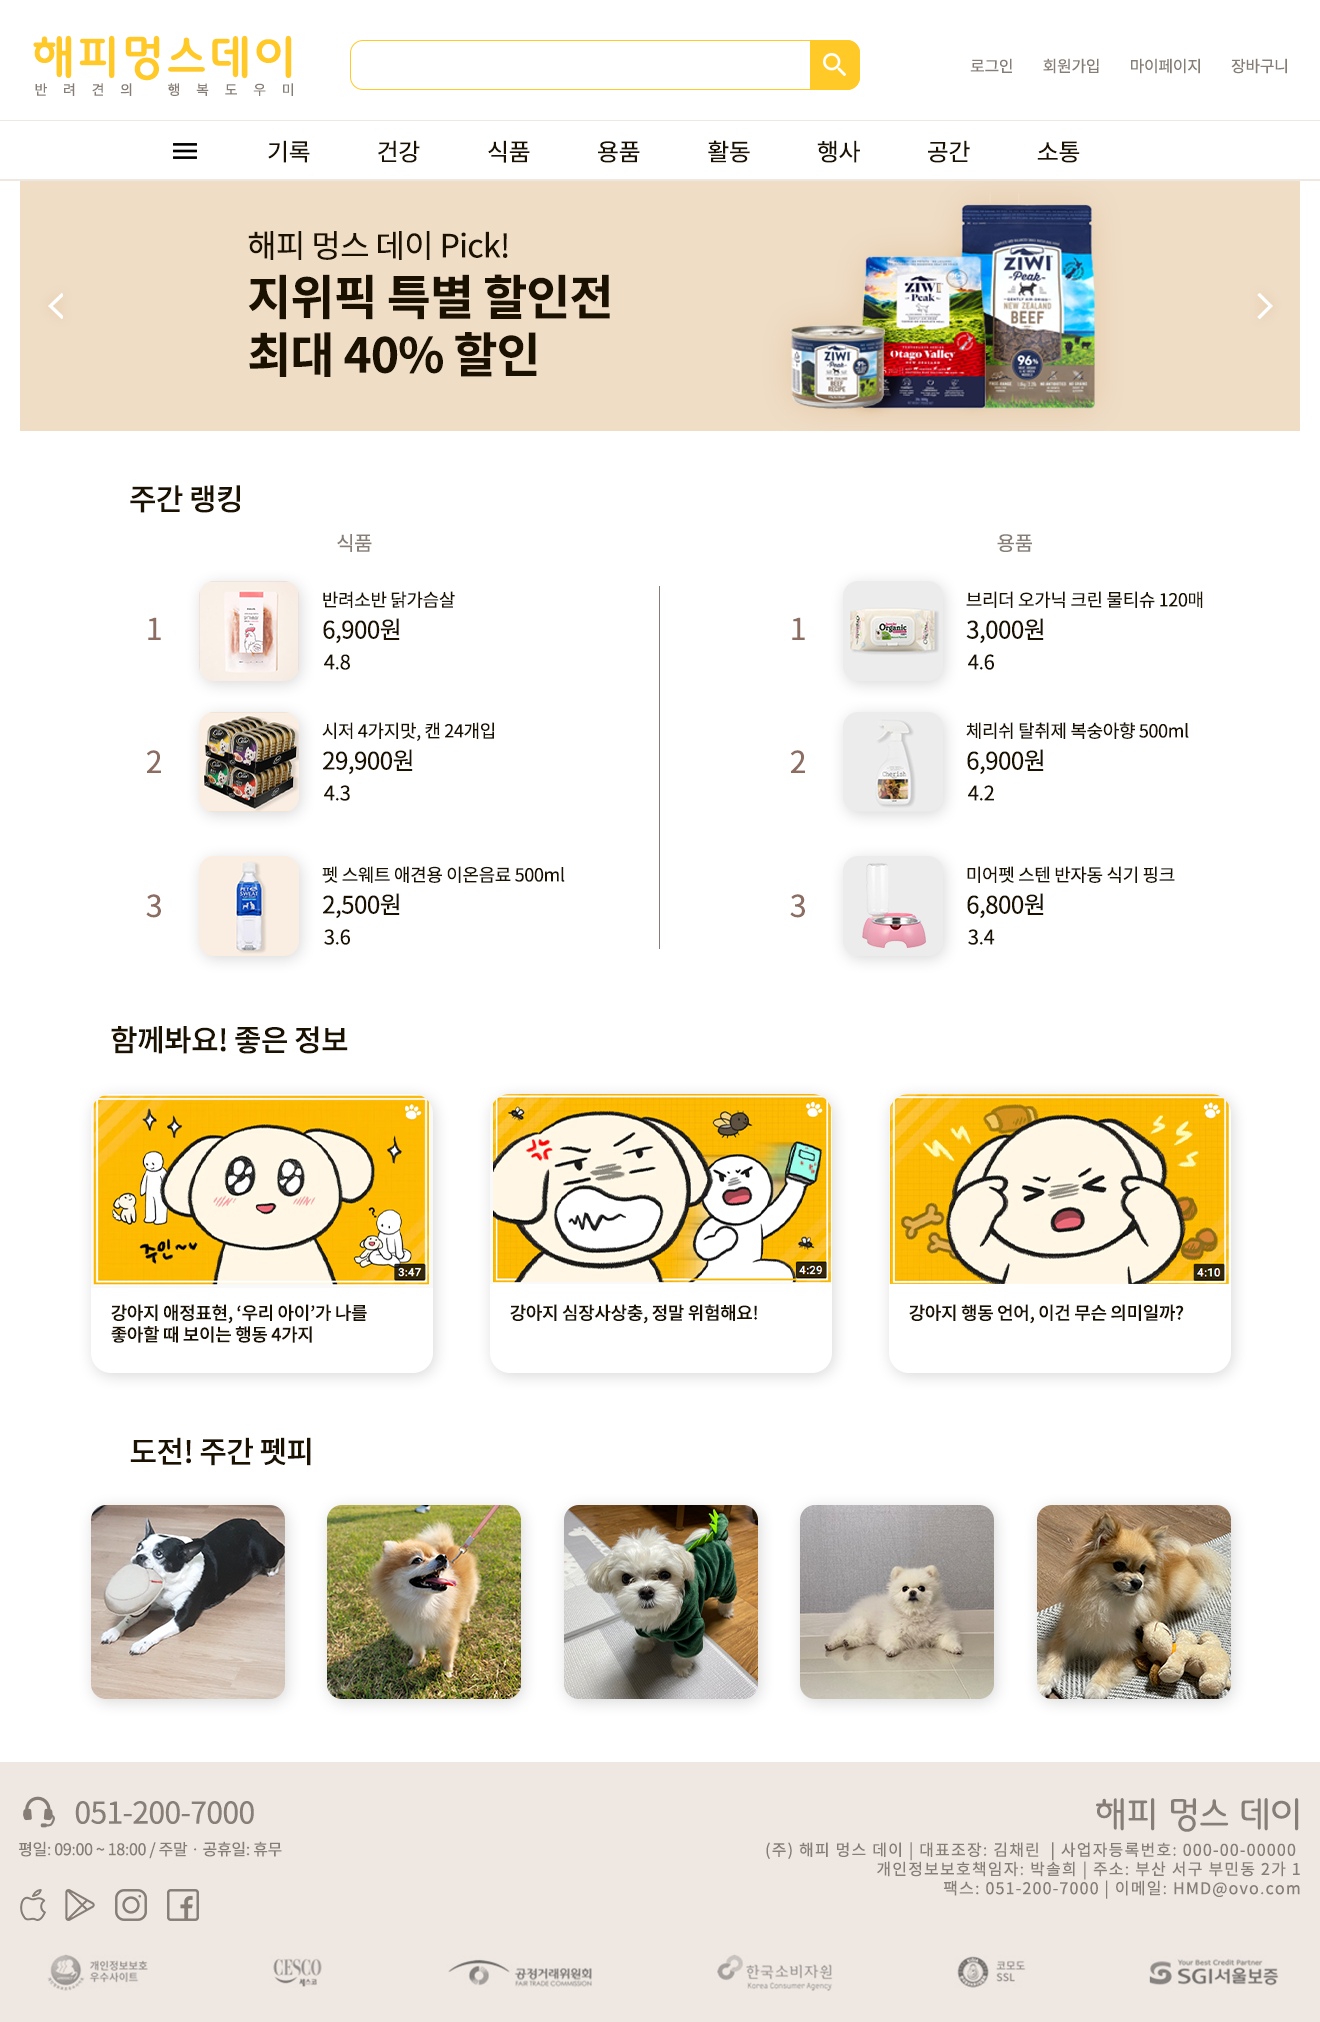 해피멍스데이
반려견의 행복도우미
로그인 회원가입 마이페이지 장바구니
기록 건강 식품 용품 활동 행사 공간 소통
해피 멍스 데이 Pick!
지위픽 특별 할인전
최대 40% 할인
ZIWI
Peak
NEW ZEALAND
BEEF
96%
ZIWI
Peak
Otago Valley
ZIWI
Peak
BEEF
RECIPE
주간 랭킹
식품
1
반려소반 닭가슴살
6,900원
4.8
2
시저 4가지맛, 캔 24개입
29,900원
4.3
3
펫 스웨트 애견용 이온음료 500ml
2,500원
3.6
용품
1
Organic
브리더 오가닉 크린 물티슈 120매
3,000원
4.6
2
Cherish
체리쉬 탈취제 복숭아향 500ml
6,900원
4.2
3
미어펫 스텐 반자동 식기 핑크
6,800원
3.4
함께봐요! 좋은 정보
주인~
?
3:47
강아지 애정표현, ‘우리 아이’가 나를
좋아할 때 보이는 행동 4가지
4:29
강아지 심장사상충, 정말 위험해요!
4:10
강아지 행동 언어, 이건 무슨 의미일까?
도전! 주간 펫피
051-200-7000
평일: 09:00 ~ 18:00 / 주말 · 공휴일: 휴무
해피 멍스 데이
(주) 해피 멍스 데이 | 대표조장: 김채린 | 사업자등록번호: 000-00-00000
개인정보보호책임자: 박솔희 | 주소: 부산 서구 부민동 2가 1
팩스: 051-200-7000 | 이메일: HMD@ovo.com
개인정보보호
우수사이트
CESCO
세스코
공정거래위원회
FAIR TRADE COMMISSION
한국소비자원
Korea Consumer Agency
코모도
SSL
Your Best Credit Partner
SGI서울보증